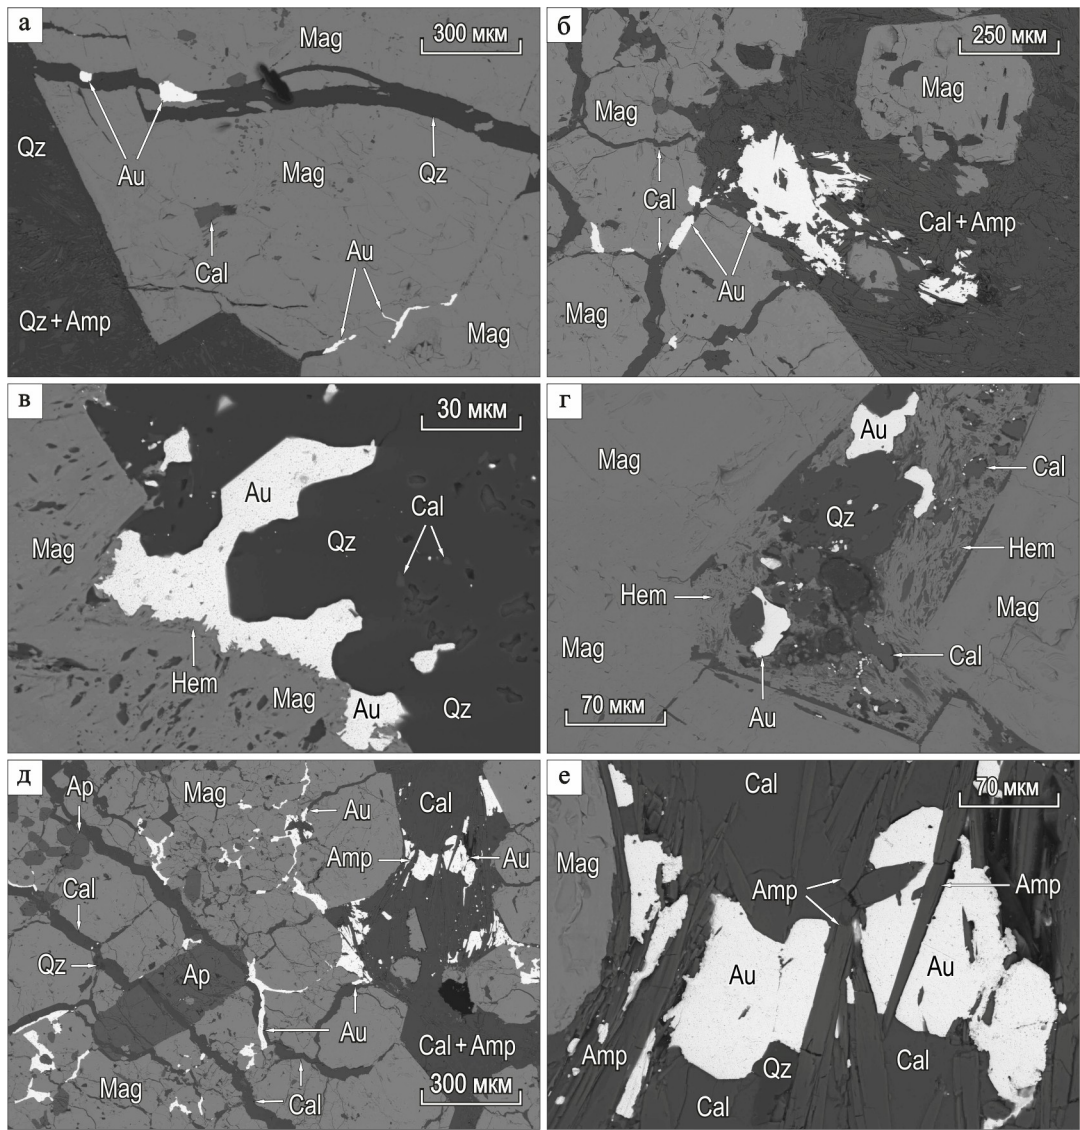 а
Mag
300 мкм
Qz
Au
Mag
Qz
Cal
Au
Qz + Amp
Mag
б
250 мкм
Mag
Mag
Cal
Cal + Amp
Au
Mag
в
30 мкм
Au
Cal
Qz
Mag
Hem
Mag
Au
Qz
г
Au
Mag
Cal
Qz
Hem
Hem
Mag
Mag
Cal
70 мкм
Au
д
Ap
Mag
Au
Cal
Amp
Au
Cal
Qz
Ap
Au
Cal + Amp
Mag
Cal
300 мкм
е
Cal
70 мкм
Mag
Amp
Amp
Au
Au
Amp
Qz
Cal
Cal